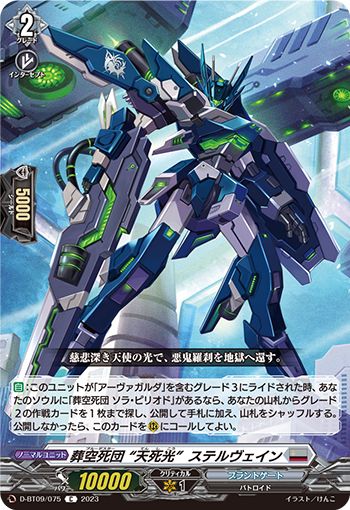 2
グレード
インターセプト
5000
シールド
慈悲深き天使の光で、悪鬼羅刹を地獄へ還す。
自:このユニットが「アーヴァガルダ」を含むグレード3にライドされた時、あな
たのソウルに「葬空死団 ソラ・ピリオド」があるなら、あなたの山札からグレード
2の作戦カードを1枚まで探し、公開して手札に加え、山札をシャッフルする。
公開しなかったら、このカードをSBにコールしてよい。
ノーマルユニット
葬空死団 “天死光” ステルヴェイン
パワー
10000
クリティカル
1
ブラントゲート
バトロイド
D-BT09/075 C 2023
イラスト/けんこ